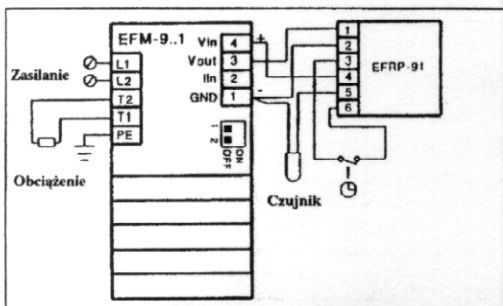 EFM-9..1
Vin 4
Vout 3
Iin 2
GND 1
+
-
Zasilanie
L1
L2
T2
T1
PE
Obciążenie
1
2
ON
OFF
Czujnik
1
2
3
4
5
6
EFRP-91